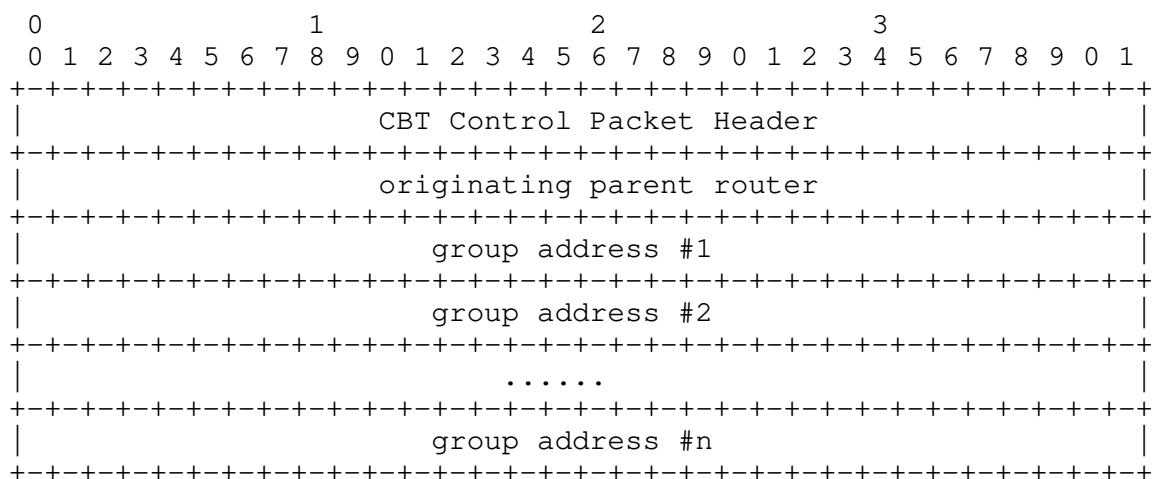 0                   1                   2                   3
0 1 2 3 4 5 6 7 8 9 0 1 2 3 4 5 6 7 8 9 0 1 2 3 4 5 6 7 8 9 0 1
+-+-+-+-+-+-+-+-+-+-+-+-+-+-+-+-+-+-+-+-+-+-+-+-+-+-+-+-+-+-+-+-+
| CBT Control Packet Header |
+-+-+-+-+-+-+-+-+-+-+-+-+-+-+-+-+-+-+-+-+-+-+-+-+-+-+-+-+-+-+-+-+
| originating parent router |
+-+-+-+-+-+-+-+-+-+-+-+-+-+-+-+-+-+-+-+-+-+-+-+-+-+-+-+-+-+-+-+-+
| group address #1 |
+-+-+-+-+-+-+-+-+-+-+-+-+-+-+-+-+-+-+-+-+-+-+-+-+-+-+-+-+-+-+-+-+
| group address #2 |
+-+-+-+-+-+-+-+-+-+-+-+-+-+-+-+-+-+-+-+-+-+-+-+-+-+-+-+-+-+-+-+-+
| ...... |
+-+-+-+-+-+-+-+-+-+-+-+-+-+-+-+-+-+-+-+-+-+-+-+-+-+-+-+-+-+-+-+-+
| group address #n |
+-+-+-+-+-+-+-+-+-+-+-+-+-+-+-+-+-+-+-+-+-+-+-+-+-+-+-+-+-+-+-+-+